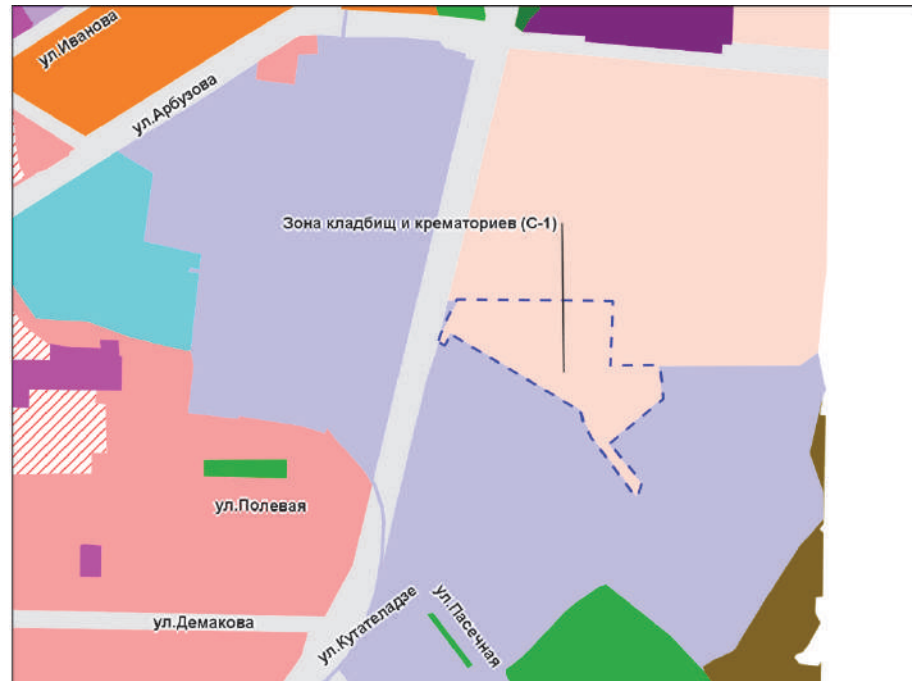 ул.Иванова
ул.Арбузова
Зона кладбищ и крематориев (С-1)
ул.Полевая
ул.Демакова
ул.Кутателадзе
ул.Пасечная